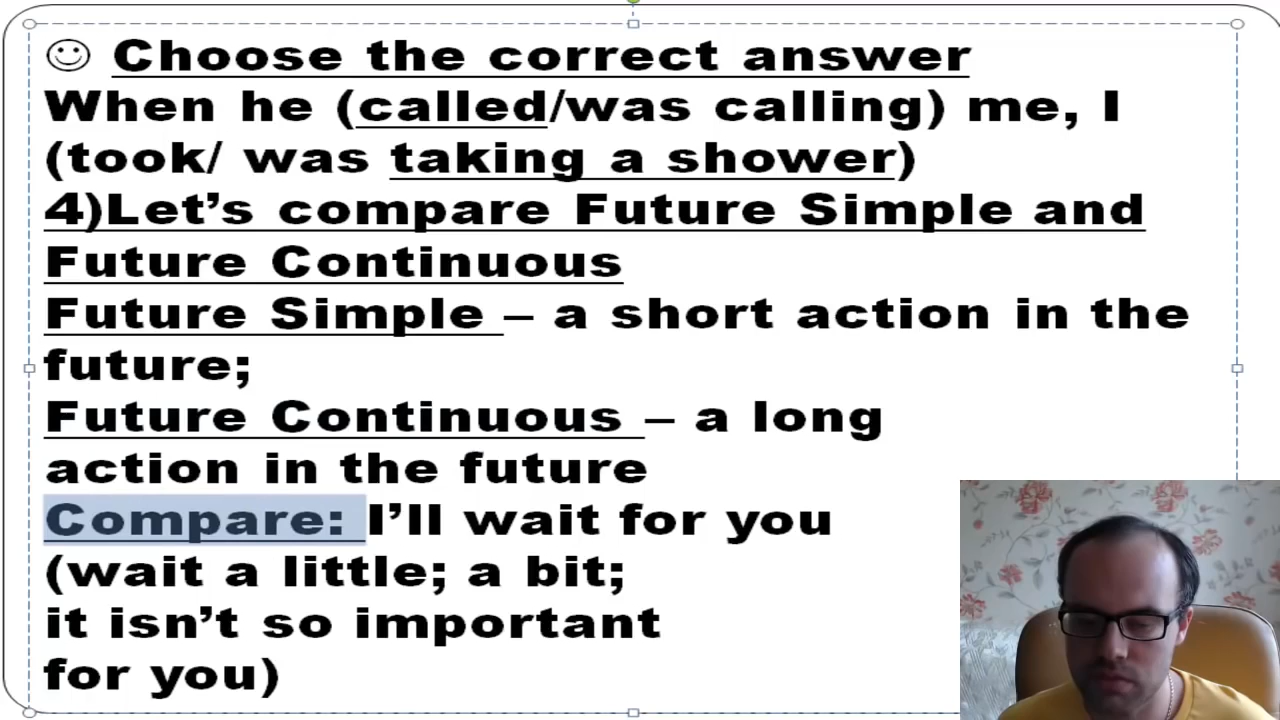 ☺ Choose the correct answer
When he (called/was calling) me, I
(took/ was taking a shower)
4)Let’s compare Future Simple and
Future Continuous
Future Simple – a short action in the
future;
Future Continuous – a long
action in the future
Compare: I’ll wait for you
(wait a little; a bit;
it isn’t so important
for you)